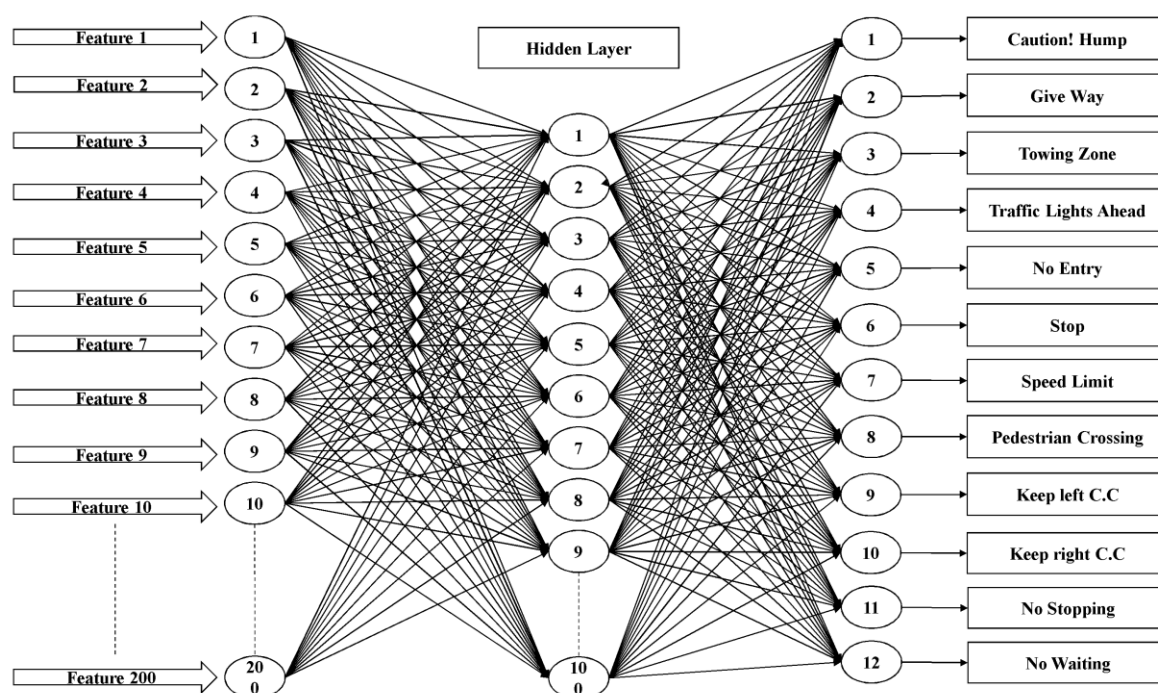 Feature 1
Feature 2
Feature 3
Feature 4
Feature 5
Feature 6
Feature 7
Feature 8
Feature 9
Feature 10
Feature 200
1
2
3
4
5
6
7
8
9
10
20
0
Hidden Layer
1
2
3
4
5
6
7
8
9
10
0
1
2
3
4
5
6
7
8
9
10
11
12
Caution! Hump
Give Way
Towing Zone
Traffic Lights Ahead
No Entry
Stop
Speed Limit
Pedestrian Crossing
Keep left C.C
Keep right C.C
No Stopping
No Waiting